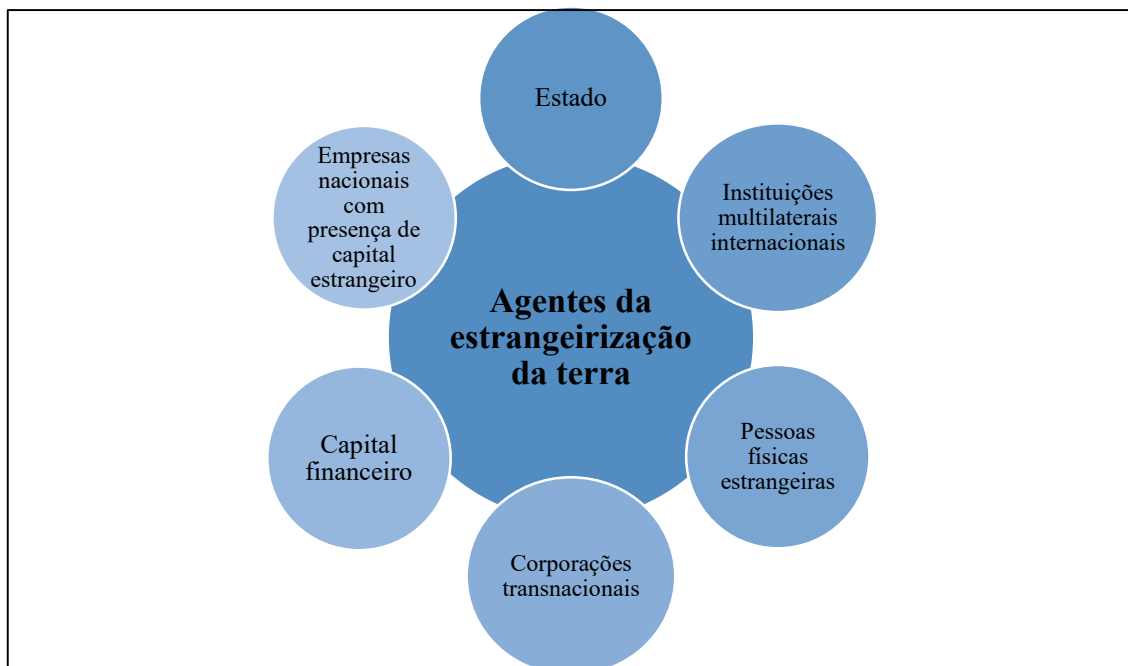 Estado
Instituições
multilaterais
internacionais
Pessoas
físicas
estrangeiras
Corporações
transnacionais
Capital
financeiro
Empresas
nacionais
com
presença de
capital
estrangeiro
Agentes da
estrangeirização
da terra